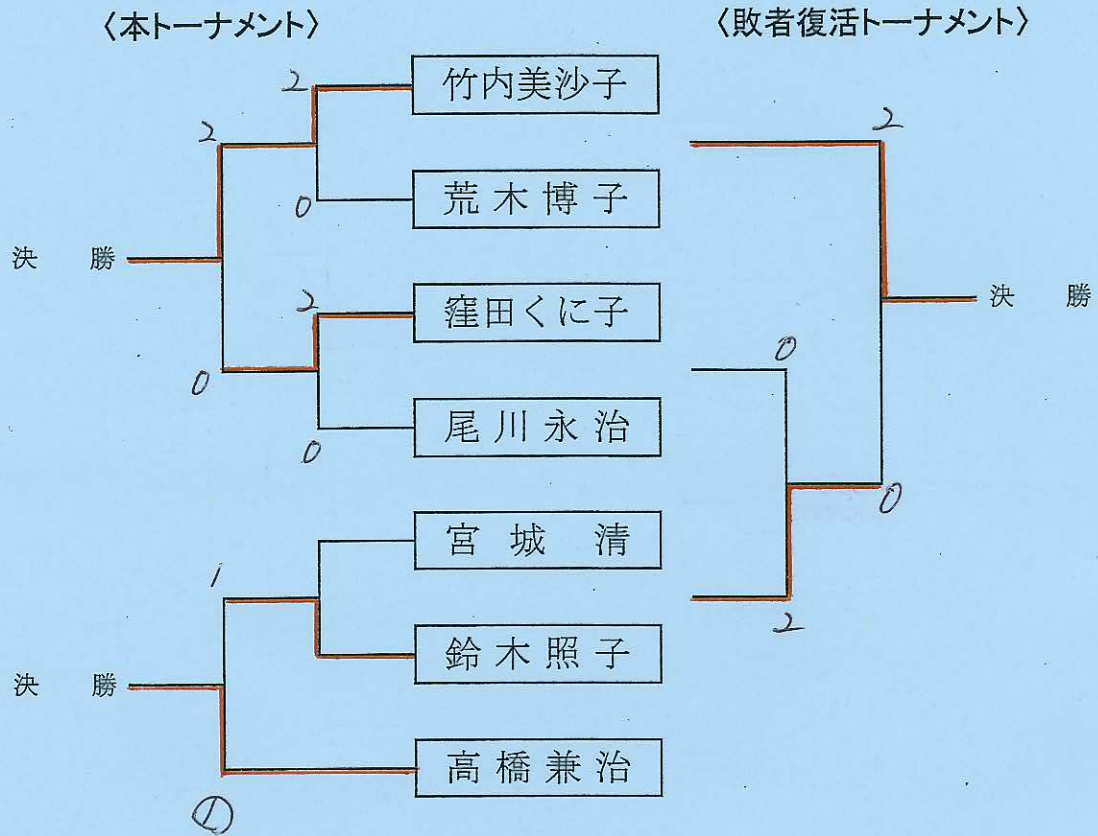 〈本トーナメント〉
〈敗者復活トーナメント〉
2
竹内美沙子
2
2
0
荒木博子
決 勝
2
窪田くに子
決 勝
0
0
0
尾川永治
0
宮城 清
1
2
鈴木照子
決 勝
高橋兼治
①